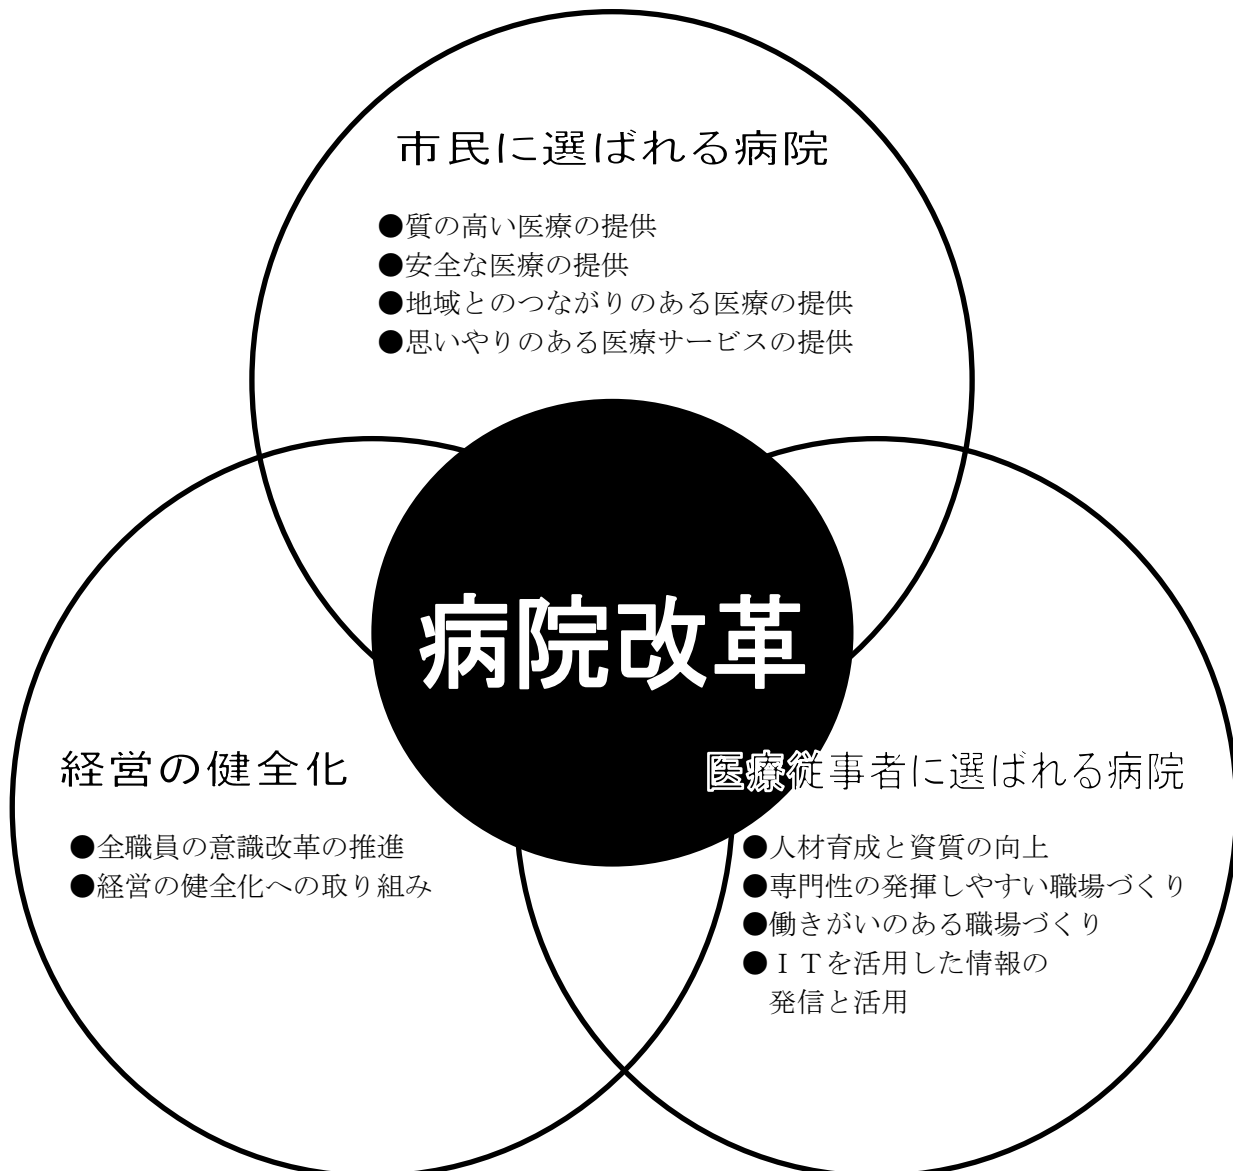 市民に選ばれる病院
●質の高い医療の提供
●安全な医療の提供
●地域とのつながりのある医療の提供
●思いやりのある医療サービスの提供
病院改革
経営の健全化
●全職員の意識改革の推進
●経営の健全化への取り組み
医療従事者に選ばれる病院
●人材育成と資質の向上
●専門性の発揮しやすい職場づくり
●働きがいのある職場づくり
●ＩＴを活用した情報の
発信と活用